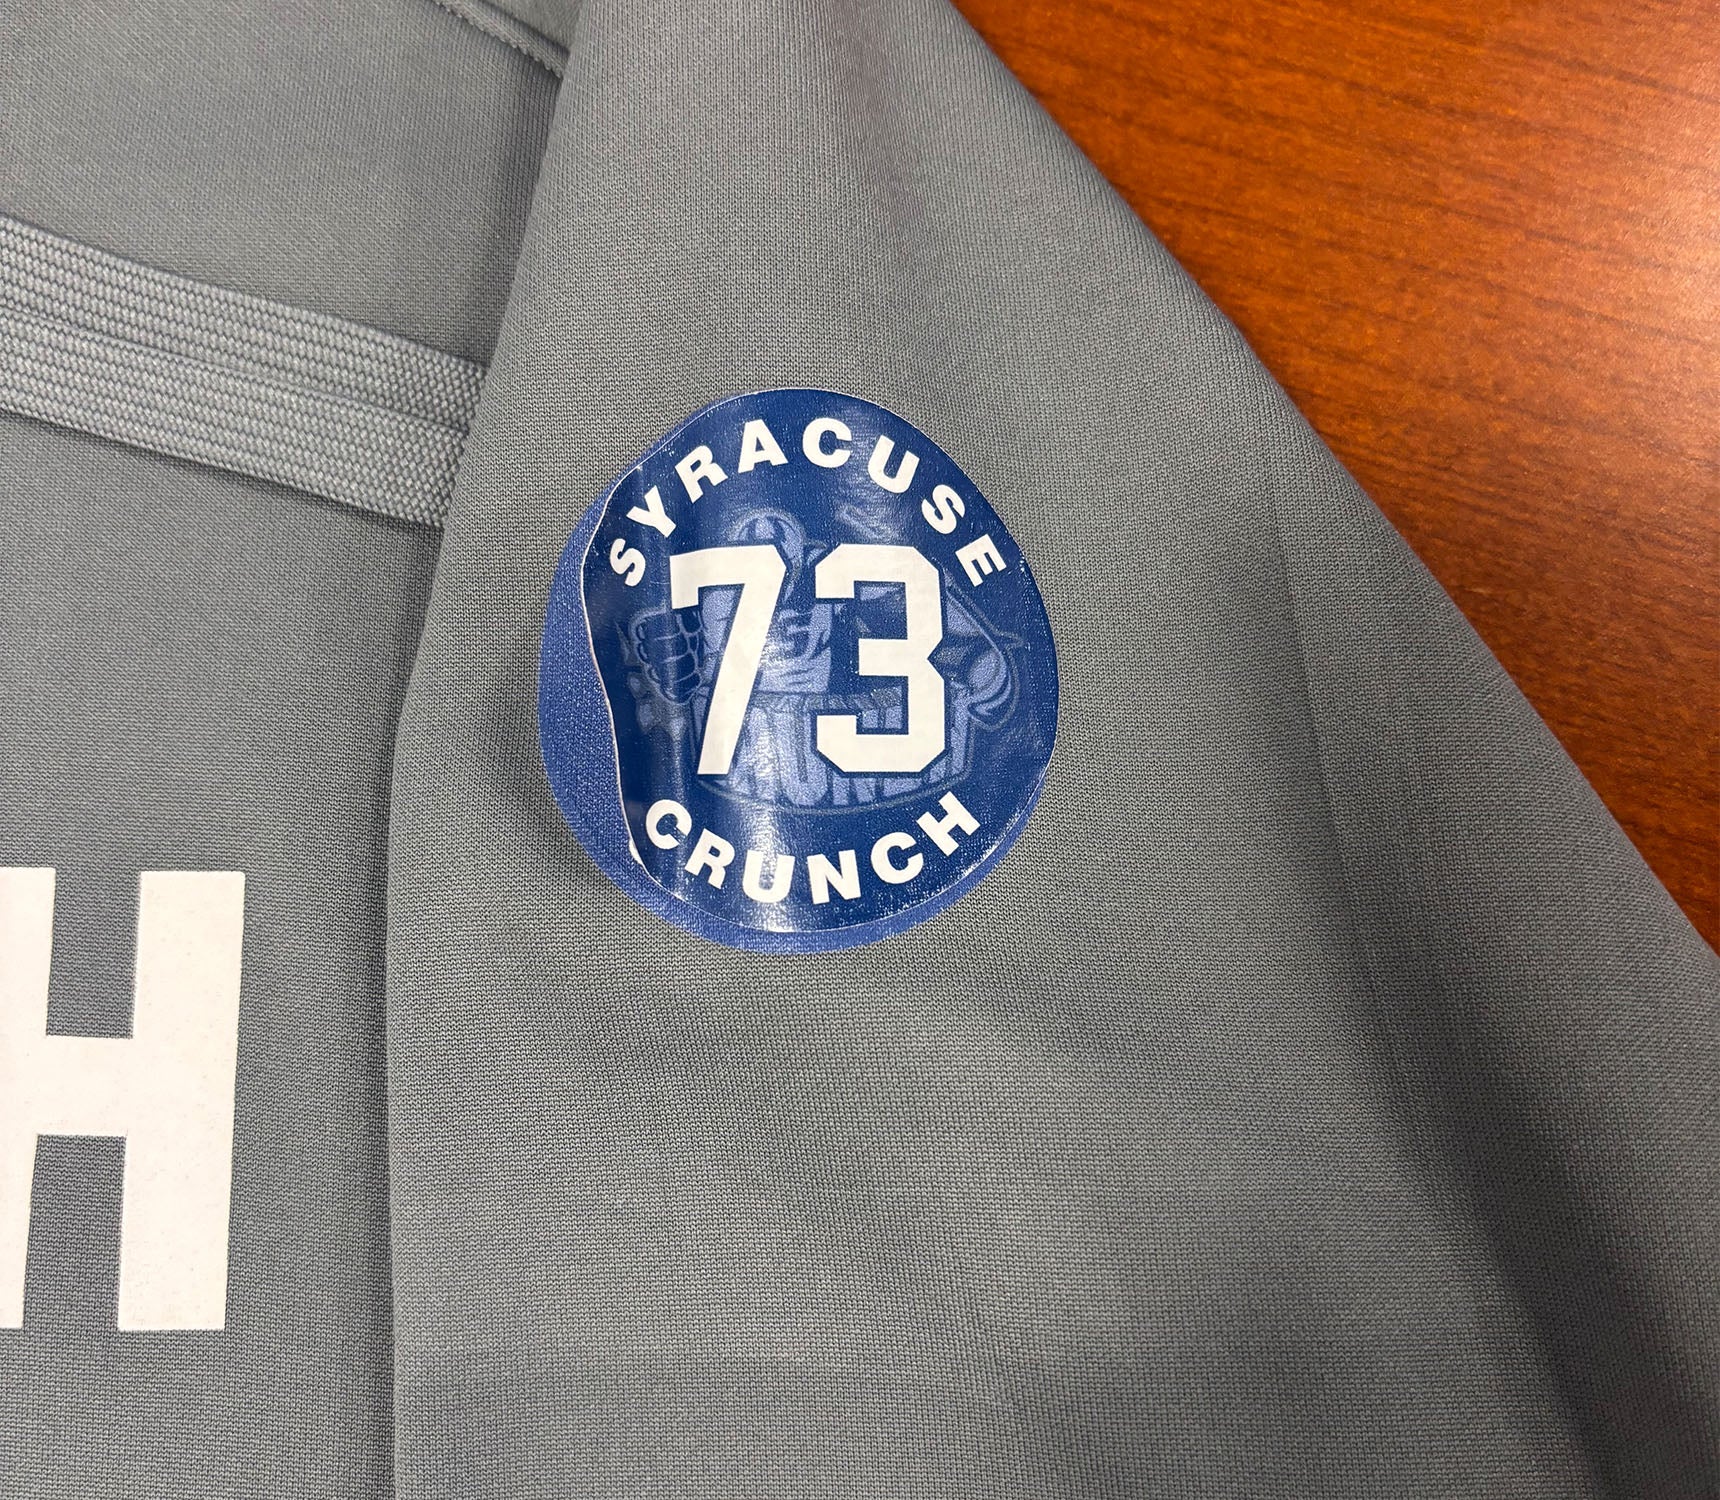 SYRACUSE
73
CRUNCH
H